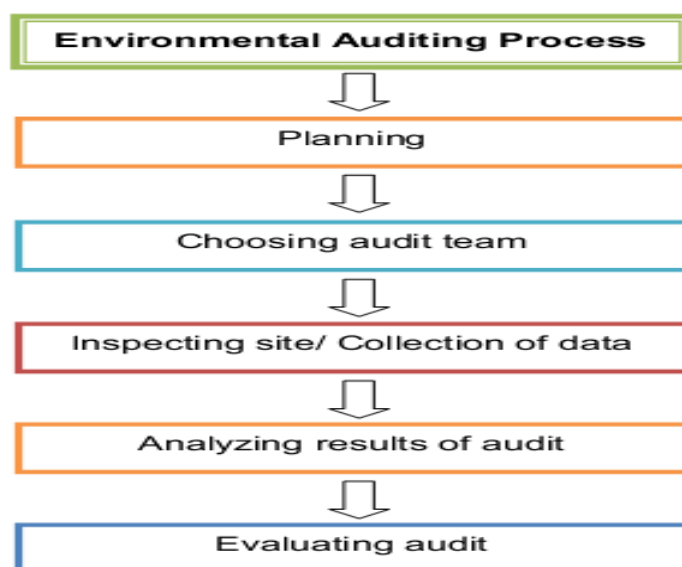 Environmental Auditing Process
Planning
Choosing audit team
Inspecting site/ Collection of data
Analyzing results of audit
Evaluating audit